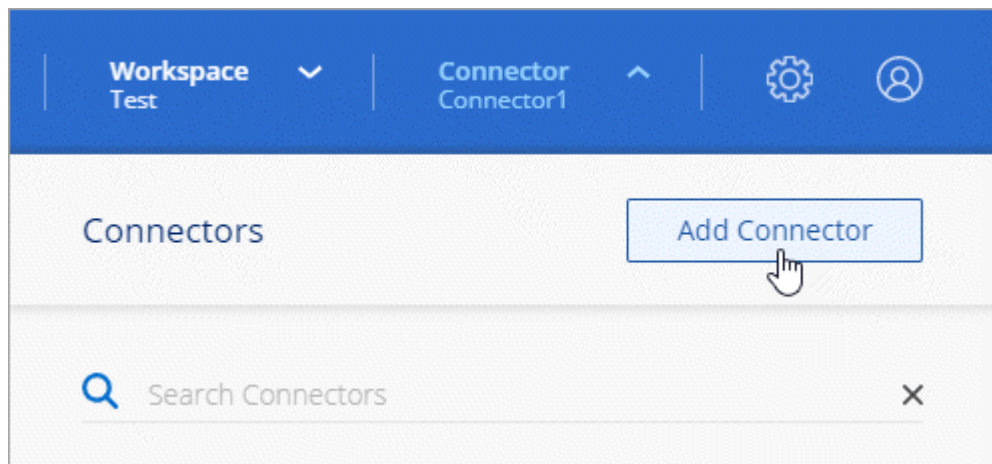 Workspace
Test
Connector
Connector1
Connectors
Add Connector
Search Connectors